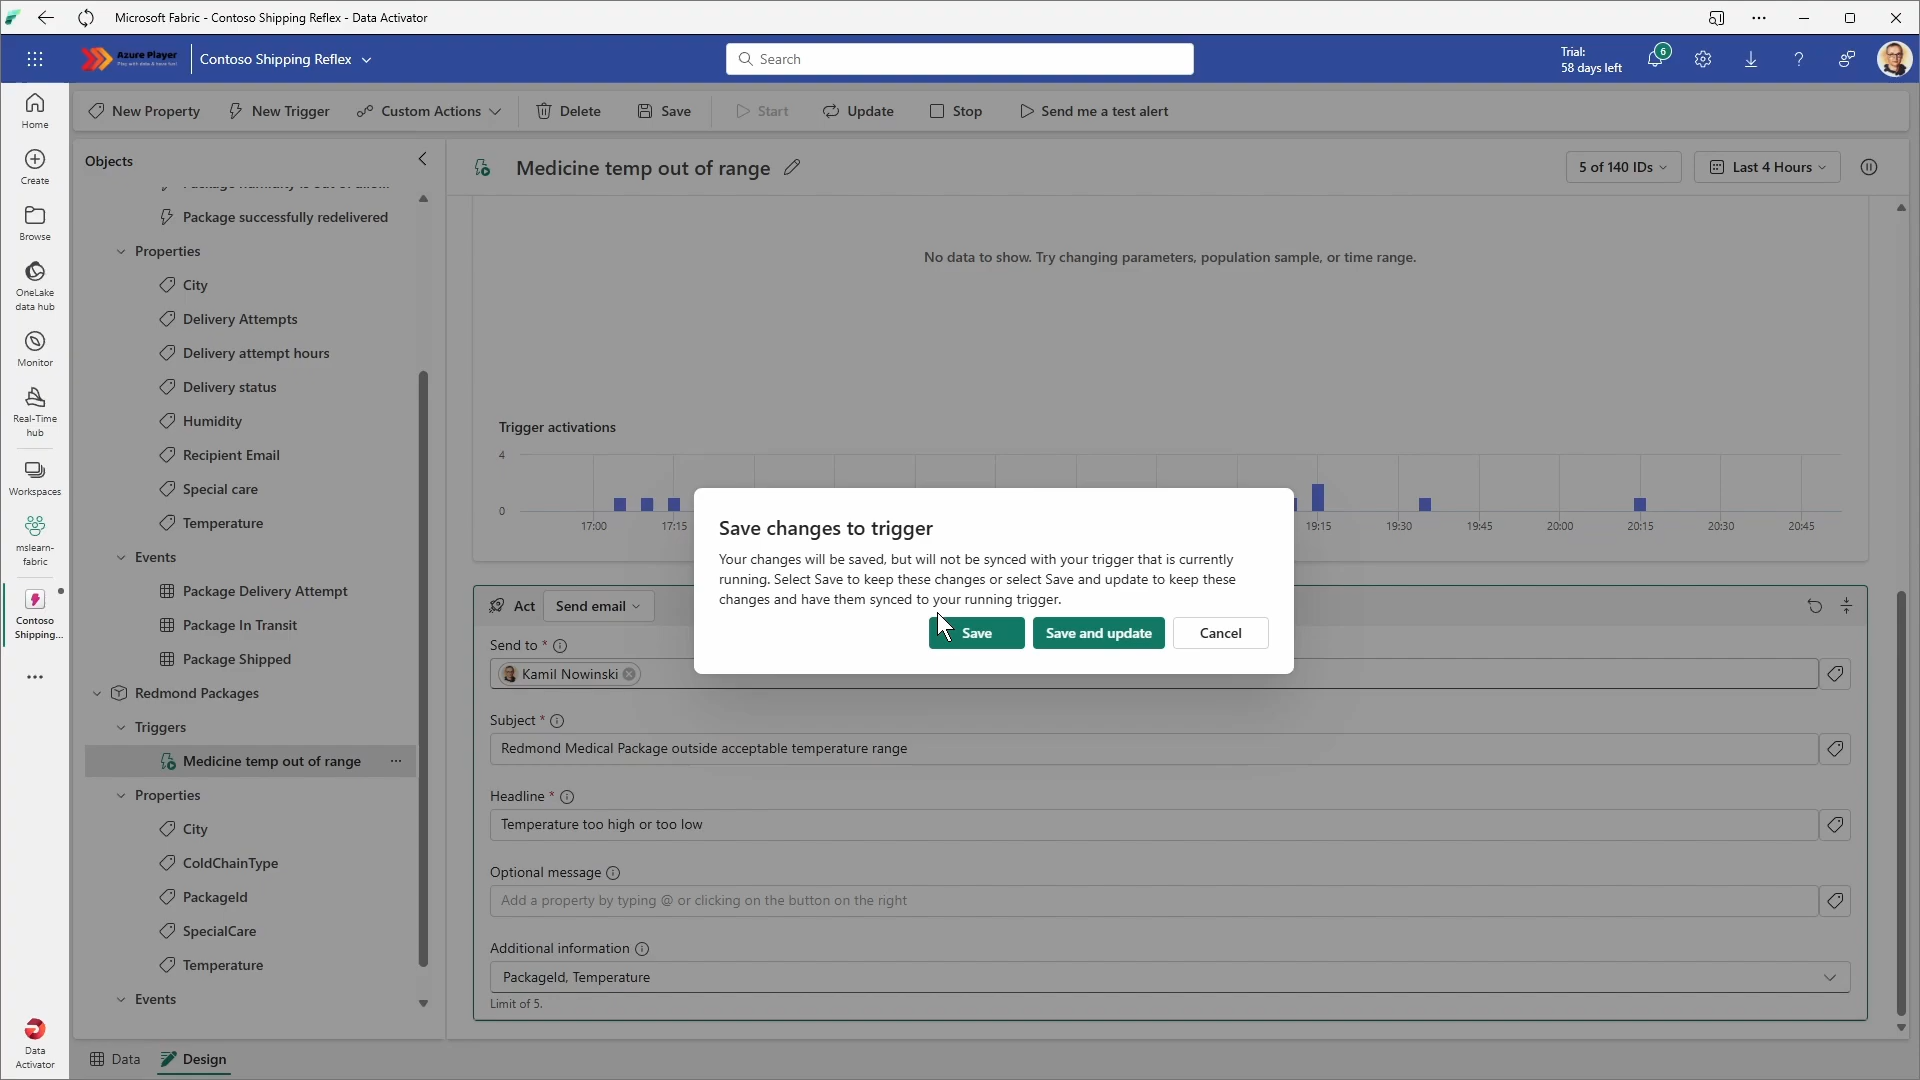 Microsoft Fabric - Contoso Shipping Reflex - Data Activator
Azure Player
Contoso Shipping Reflex
Search
Trial:
58 days left
6
Home
Create
Browse
OneLake
data hub
Monitor
Real-Time
hub
Workspaces
mslearn-
fabric
Contoso
Shipping...
Data
Activator
New Property
New Trigger
Custom Actions
Delete
Save
Start
Update
Stop
Send me a test alert
Objects
Package successfully redelivered
Properties
City
Delivery Attempts
Delivery attempt hours
Delivery status
Humidity
Recipient Email
Special care
Temperature
Events
Package Delivery Attempt
Package In Transit
Package Shipped
Redmond Packages
Triggers
Medicine temp out of range
Properties
City
ColdChainType
PackageId
SpecialCare
Temperature
Events
Data
Design
Medicine temp out of range
5 of 140 IDs
Last 4 Hours
No data to show. Try changing parameters, population sample, or time range.
Trigger activations
4
0
17:00 17:15 19:15 19:30 19:45 20:00 20:15 20:30 20:45
Save changes to trigger
Your changes will be saved, but will not be synced with your trigger that is currently
running. Select Save to keep these changes or select Save and update to keep these
changes and have them synced to your running trigger.
Save
Save and update
Cancel
Act
Send email
Send to *
Kamil Nowinski
Subject *
Redmond Medical Package outside acceptable temperature range
Headline *
Temperature too high or too low
Optional message
Add a property by typing @ or clicking on the button on the right
Additional information
PackageId, Temperature
Limit of 5.